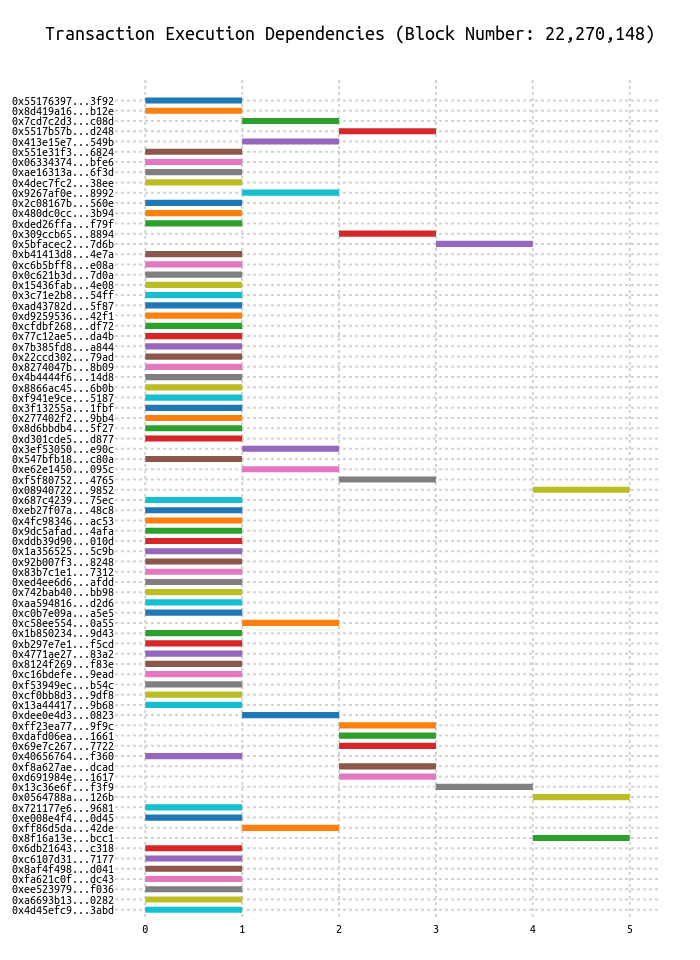 Transaction Execution Dependencies (Block Number: 22,270,148)
0x55176397...3f92
0x8d419a16...b12e
0x7cd7c2d3...c08d
0x5517b57b...d248
0x413e15e7...549b
0x551e31f3...6824
0x06334374...bfe6
0xae16313a...6f3d
0x4dec7fc2...38ee
0x9267af0e...8992
0x2c08167b...560e
0x480dc0cc...3b94
0xded26ffa...f79f
0x309ccb65...8894
0x5bfacec2...7d6b
0xb41413d8...4e7a
0xc6b5bff8...e08a
0x0c621b3d...7d0a
0x15436fab...4e08
0x3c71e2b8...54ff
0xad43782d...5f87
0xd9259536...42f1
0xcfdbf268...df72
0x77c12ae5...da4b
0x7b385fd8...a844
0x22ccd302...79ad
0x8274047b...8b09
0x4b4444f6...14d8
0x8866ac45...6b0b
0xf941e9ce...5187
0x3f13255a...1fbf
0x277402f2...9bb4
0x8d6bbdb4...5f27
0xd301cde5...d877
0x3ef53050...e90c
0x547bfb18...c80a
0xe62e1450...095c
0xf5f80752...4765
0x08940722...9852
0x687c4239...75ec
0xeb27f07a...48c8
0x4fc98346...ac53
0x9dc5afad...4afa
0xddb39d90...010d
0x1a356525...5c9b
0x92b007f3...8248
0x83b7c1e1...7312
0xed4ee6d6...afdd
0x742bab40...bb98
0xaa594816...d2d6
0xc0b7e09a...a5e5
0xc58ee554...0a55
0x1b850234...9d43
0xb297e7e1...f5cd
0x4771ae27...83a2
0x8124f269...f83e
0xc16bdefe...9ead
0xf53949ec...b54c
0xcf0bb8d3...9df8
0x13a44417...9b68
0xdee0e4d3...0823
0xff23ea77...9f9c
0xdafd06ea...1661
0x69e7c267...7722
0x40656764...f360
0xf8a627ae...dcad
0xd691984e...1617
0x13c36e6f...f3f9
0x0564788a...126b
0x721177e6...9681
0xe008e4f4...0d45
0xff86d5da...42de
0x8f16a13e...bcc1
0x6db21643...c318
0xc6107d31...7177
0x8af4f498...d041
0xfa621c0f...dc43
0xee523979...f036
0xa6693b13...0282
0x4d45efc9...3abd
0 1 2 3 4 5